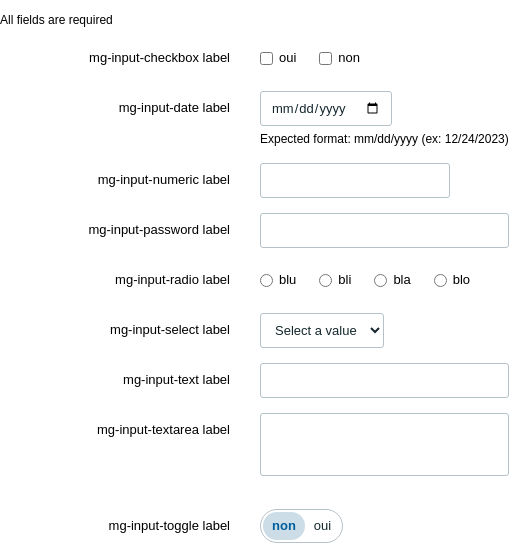 All fields are required
mg-input-checkbox label oui non
mg-input-date label mm/dd/yyyy
Expected format: mm/dd/yyyy (ex: 12/24/2023)
mg-input-numeric label
mg-input-password label
mg-input-radio label blu bli bla blo
mg-input-select label Select a value
mg-input-text label
mg-input-textarea label
mg-input-toggle label non oui